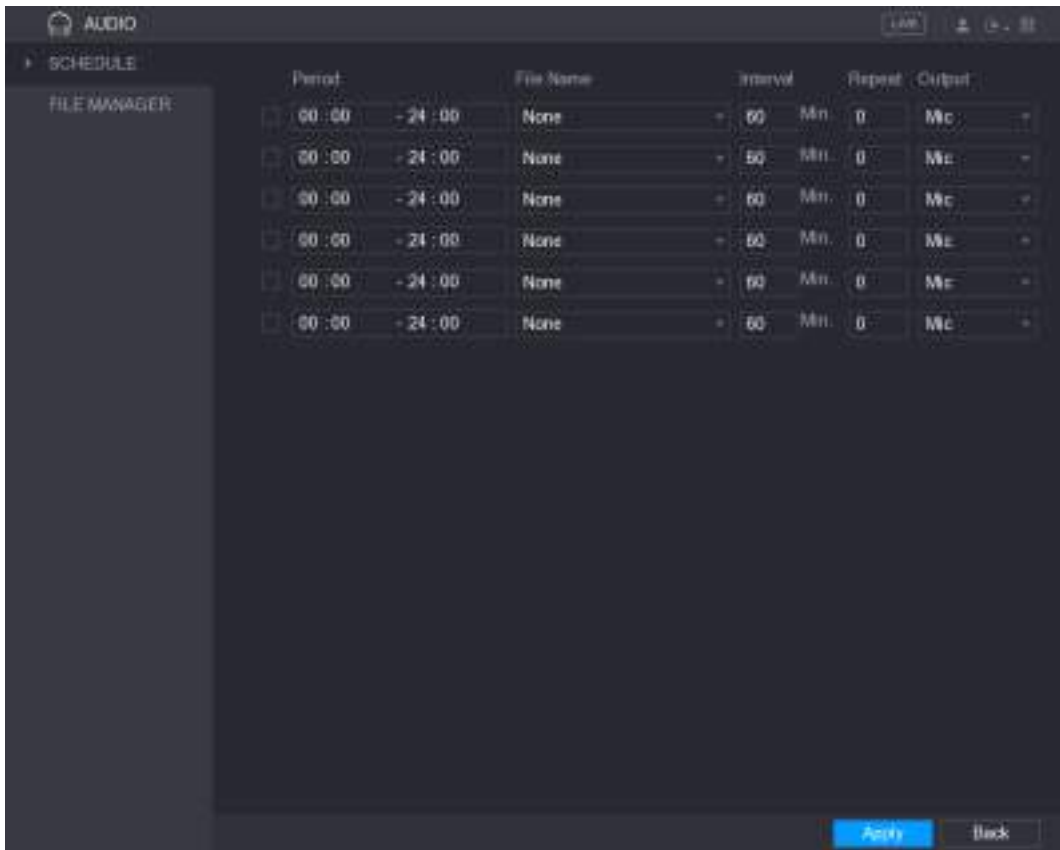 AUDIO LIVE
SCHEDULE
FILE MANAGER
Period File Name Interval Repeat Output
00 :00 - 24 : 00 None 60 Min. 0 Mic
00 :00 - 24 : 00 None 60 Min. 0 Mic
00 :00 - 24 : 00 None 60 Min. 0 Mic
00 :00 - 24 : 00 None 60 Min. 0 Mic
00 :00 - 24 : 00 None 60 Min. 0 Mic
00 :00 - 24 : 00 None 60 Min. 0 Mic
Apply Back